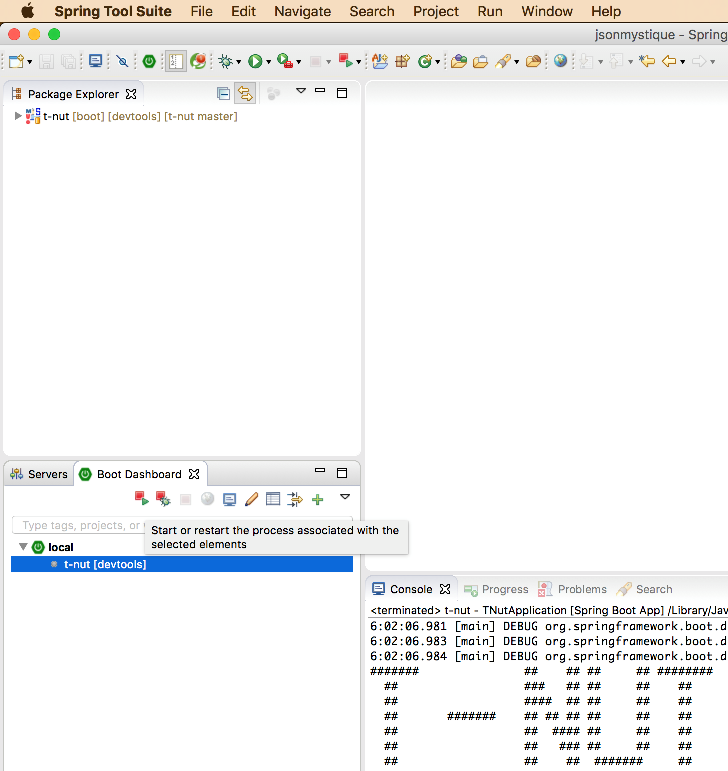 Spring Tool Suite File Edit Navigate Search Project Run Window Help
jsonmystique - Spring
Package Explorer
t-nut [boot] [devtools] [t-nut master]
Servers Boot Dashboard
Type tags, projects, or
Start or restart the process associated with the
selected elements
local
t-nut [devtools]
Console Progress Problems Search
<terminated> t-nut - TNutApplication [Spring Boot App] /Library/Jav
6:02:06.981 [main] DEBUG org.springframework.boot.d
6:02:06.983 [main] DEBUG org.springframework.boot.d
6:02:06.984 [main] DEBUG org.springframework.boot.d
####### ## ## ## ## ########
## ### ## ## ## ##
## #### ## ## ## ##
## ####### ## ## ## ## ## ##
## ## #### ## ## ##
## ## ### ## ## ##
## ## ## ####### ##